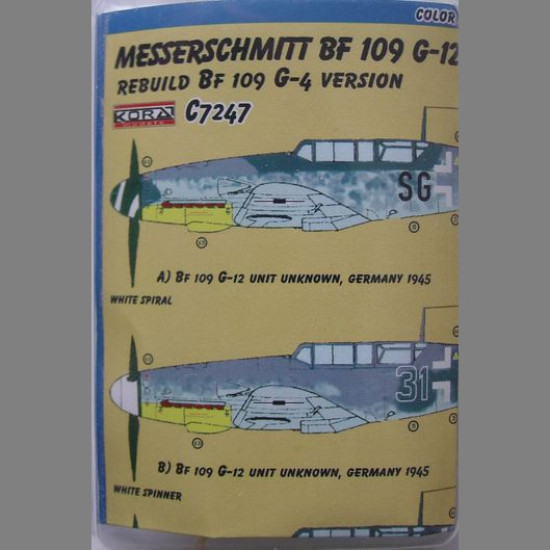 COLOR
MESSERSCHMITT BF 109 G-12
REBUILD BF 109 G-4 VERSION
KORA
C7247
SG
A) BF 109 G-12 UNIT UNKNOWN, GERMANY 1945
WHITE SPIRAL
31
B) BF 109 G-12 UNIT UNKNOWN, GERMANY 1945
WHITE SPINNER